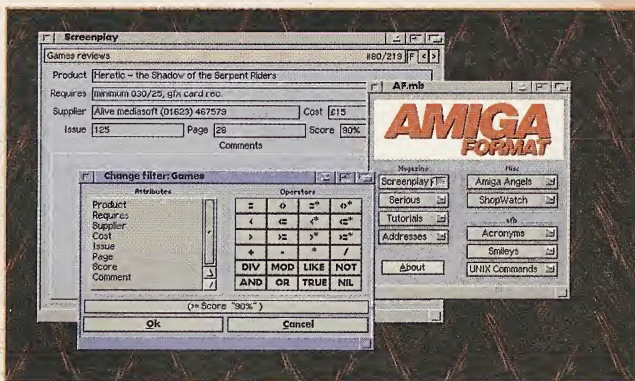 Screenplay
Games reviews
#80/219 F < >
Product Heretic – the Shadow of the Serpent Riders
Requires minimum 030/25, gfx card rec.
Supplier Alive mediasoft (01623) 467579
Cost £15
Issue 125
Page 28
Score 90%
Comments
AF.mb
AMIGA
FORMAT
Magazine
Misc
Screenplay
Amiga Angels
Serious
ShopWatch
Tutorials
Acronyms
Addresses
Smileys
About
UNIX Commands
Change filter: Games
Attributes
Operators
Product
Requires
Supplier
Cost
Issue
Page
Score
Comment
= <> =* <>*
< <= <* <=*
> >= >* >=*
+ - * /
DIV MOD LIKE NOT
AND OR TRUE NIL
(>= Score "90%" )
Ok
Cancel